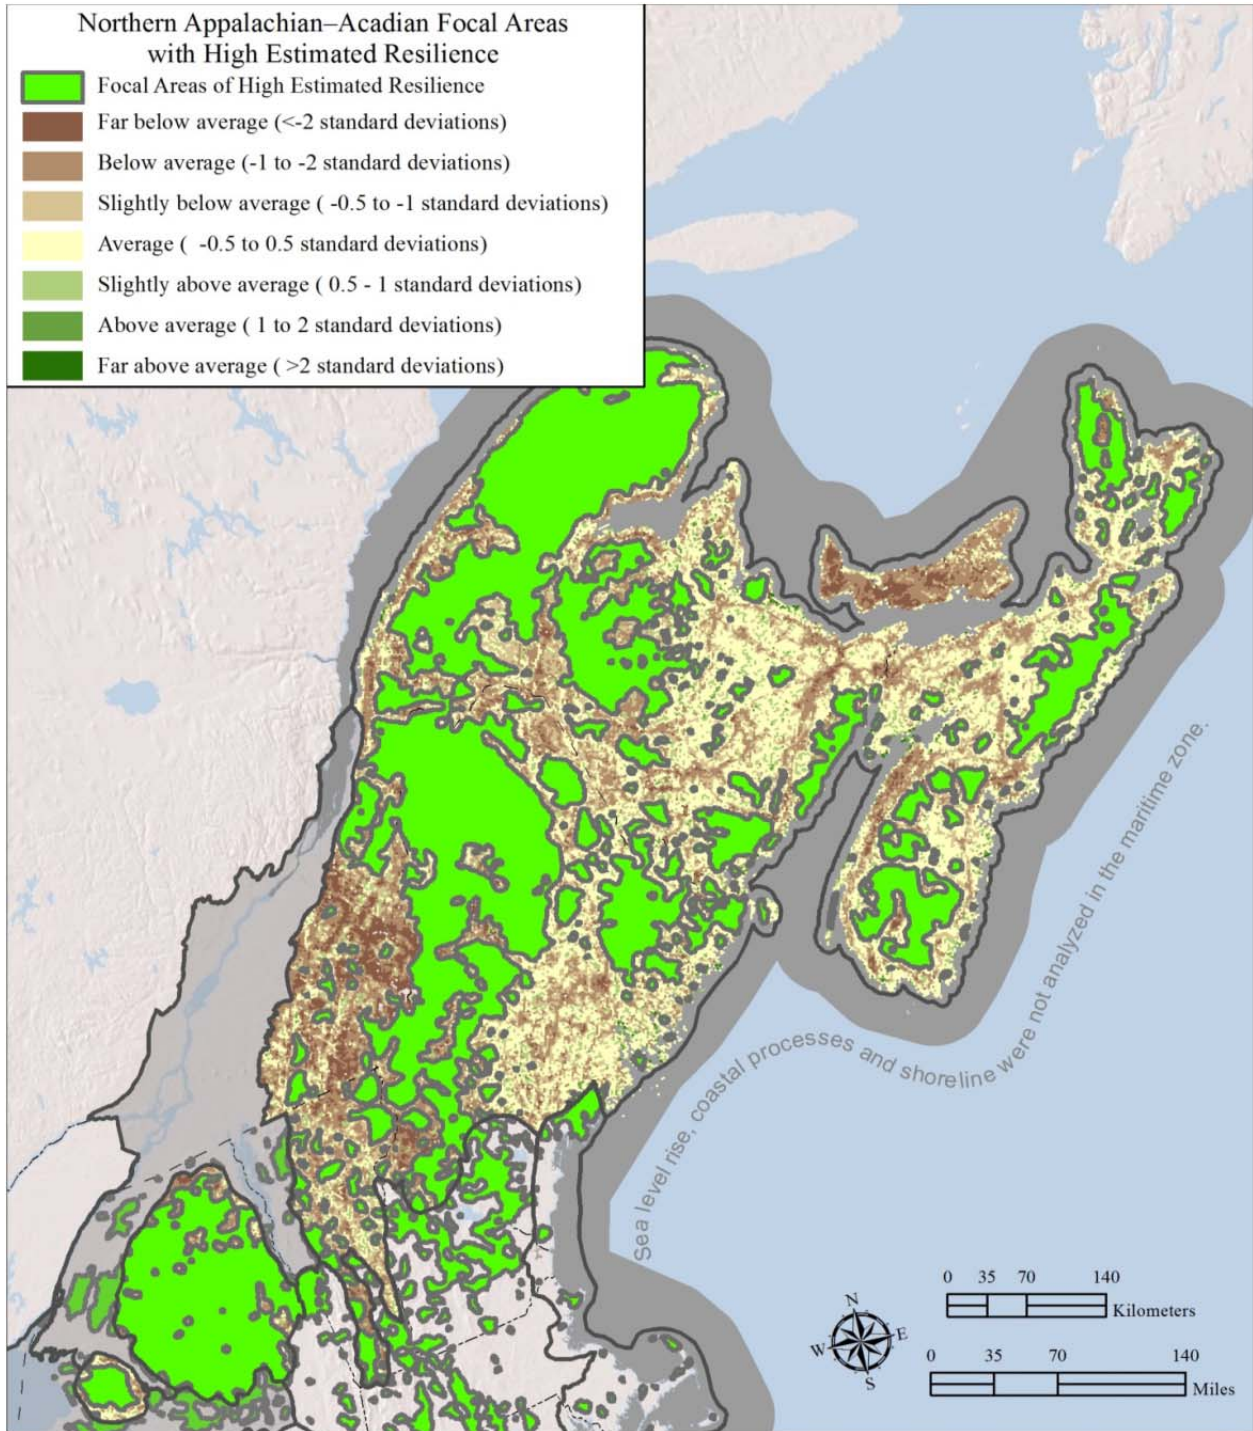 Northern Appalachian–Acadian Focal Areas
with High Estimated Resilience
Focal Areas of High Estimated Resilience
Far below average (<-2 standard deviations)
Below average (-1 to -2 standard deviations)
Slightly below average ( -0.5 to -1 standard deviations)
Average (  -0.5 to 0.5 standard deviations)
Slightly above average ( 0.5 - 1 standard deviations)
Above average ( 1 to 2 standard deviations)
Far above average ( >2 standard deviations)
Sea level rise, coastal processes and shoreline were not analyzed in the maritime zone.
N
W E
S
0 35 70 140
Kilometers
0 35 70 140
Miles